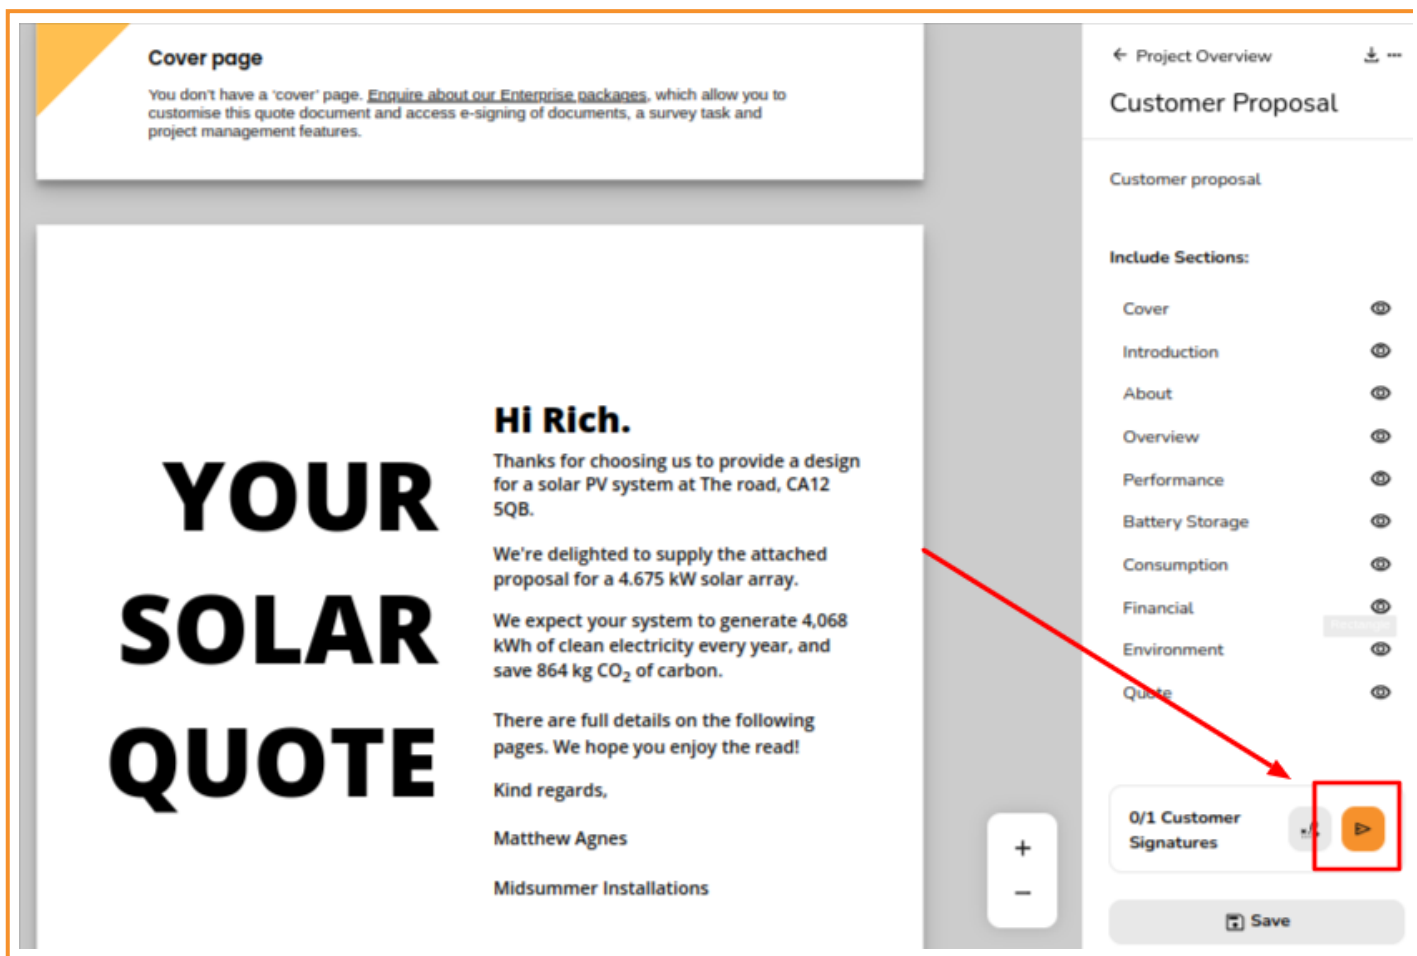 Cover page
You don't have a 'cover' page. Enquire about our Enterprise packages, which allow you to
customise this quote document and access e-signing of documents, a survey task and
project management features.
YOUR
SOLAR
QUOTE
Hi Rich.
Thanks for choosing us to provide a design
for a solar PV system at The road, CA12
5QB.
We're delighted to supply the attached
proposal for a 4.675 kW solar array.
We expect your system to generate 4,068
kWh of clean electricity every year, and
save 864 kg CO₂ of carbon.
There are full details on the following
pages. We hope you enjoy the read!
Kind regards,
Matthew Agnes
Midsummer Installations
+
−
Project Overview
Customer Proposal
Customer proposal
Include Sections:
Cover
Introduction
About
Overview
Performance
Battery Storage
Consumption
Financial
Rectangle
Environment
Quote
0/1 Customer
Signatures
Save